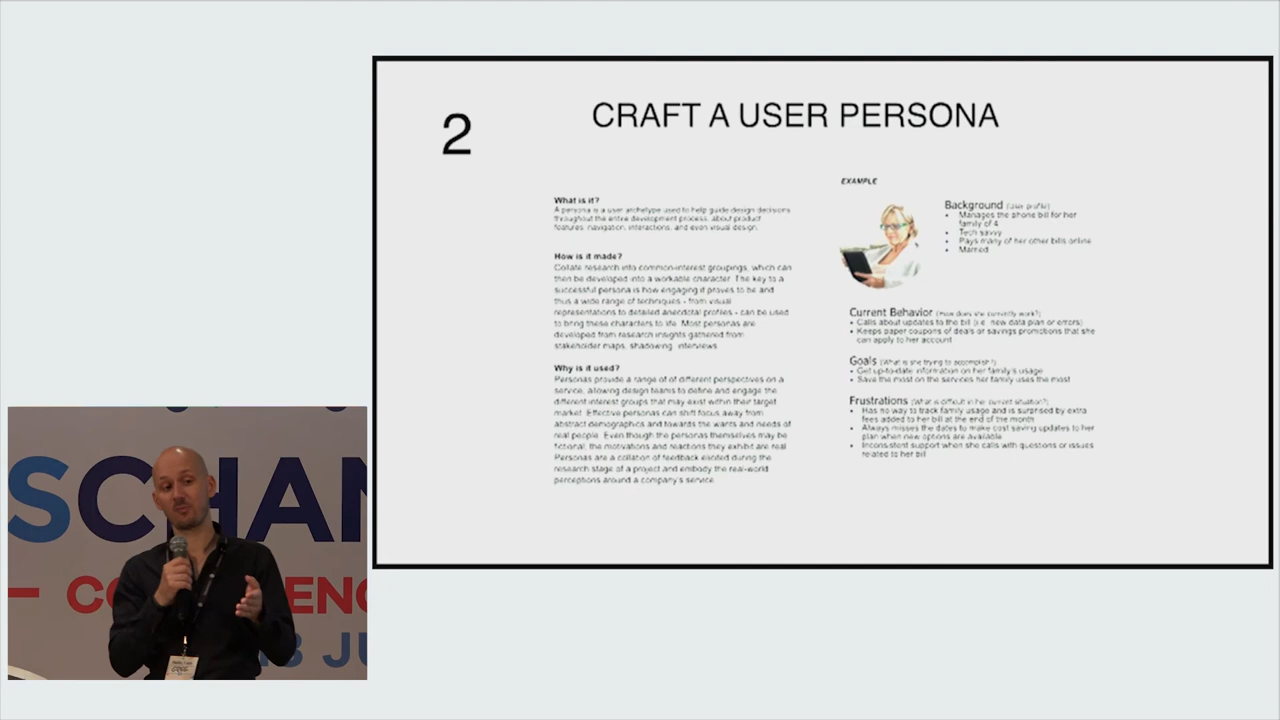 2
CRAFT A USER PERSONA
What is it?
A persona is a user archetype used to help guide design decisions
throughout the entire development process, about product
features, navigation, interactions, and even visual design.
How is it made?
Collate research into common-interest groupings, which can
then be developed into a workable character. The key to a
successful persona is how engaging it proves to be and
thus a wide range of techniques - from visual
representations to detailed anecdotal profiles - can be used
to bring these characters to life. Most personas are
developed from research insights gathered from
stakeholder maps, shadowing, interviews
Why is it used?
Personas provide a range of of different perspectives on a
service, allowing design teams to define and engage the
different interest groups that may exist within their target
market. Effective personas can shift focus away from
abstract demographics and towards the wants and needs of
real people. Even though the personas themselves may be
fictional, the motivations and reactions they exhibit are real.
Personas are a collation of feedback elicited during the
research stage of a project and embody the real-world
perceptions around a company's service.
EXAMPLE
Background (User profile)
• Manages the phone bill for her
family of 4
• Tech savvy
• Pays many of her other bills online
• Married
Current Behavior (How does she currently work?)
• Calls about updates to the bill (i.e. new data plan or errors)
• Keeps paper coupons of deals or savings promotions that she
can apply to her account
Goals (What is she trying to accomplish?)
• Get up-to-date information on her family's usage
• Save the most on the services her family uses the most
Frustrations (What is difficult in her current situation?)
• Has no way to track family usage and is surprised by extra
fees added to her bill at the end of the month
• Always misses the dates to make cost saving updates to her
plan when new options are available
• Inconsistent support when she calls with questions or issues
related to her bill
SCHAN
CO ENC
8 JU